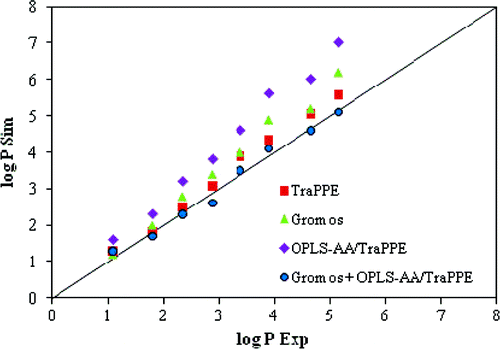 8
7
6
5
4
3
2
1
0
log P Sim
TraPPE
Gromos
OPLS-AA/TraPPE
Gromos+OPLS-AA/TraPPE
0 1 2 3 4 5 6 7 8
log P Exp